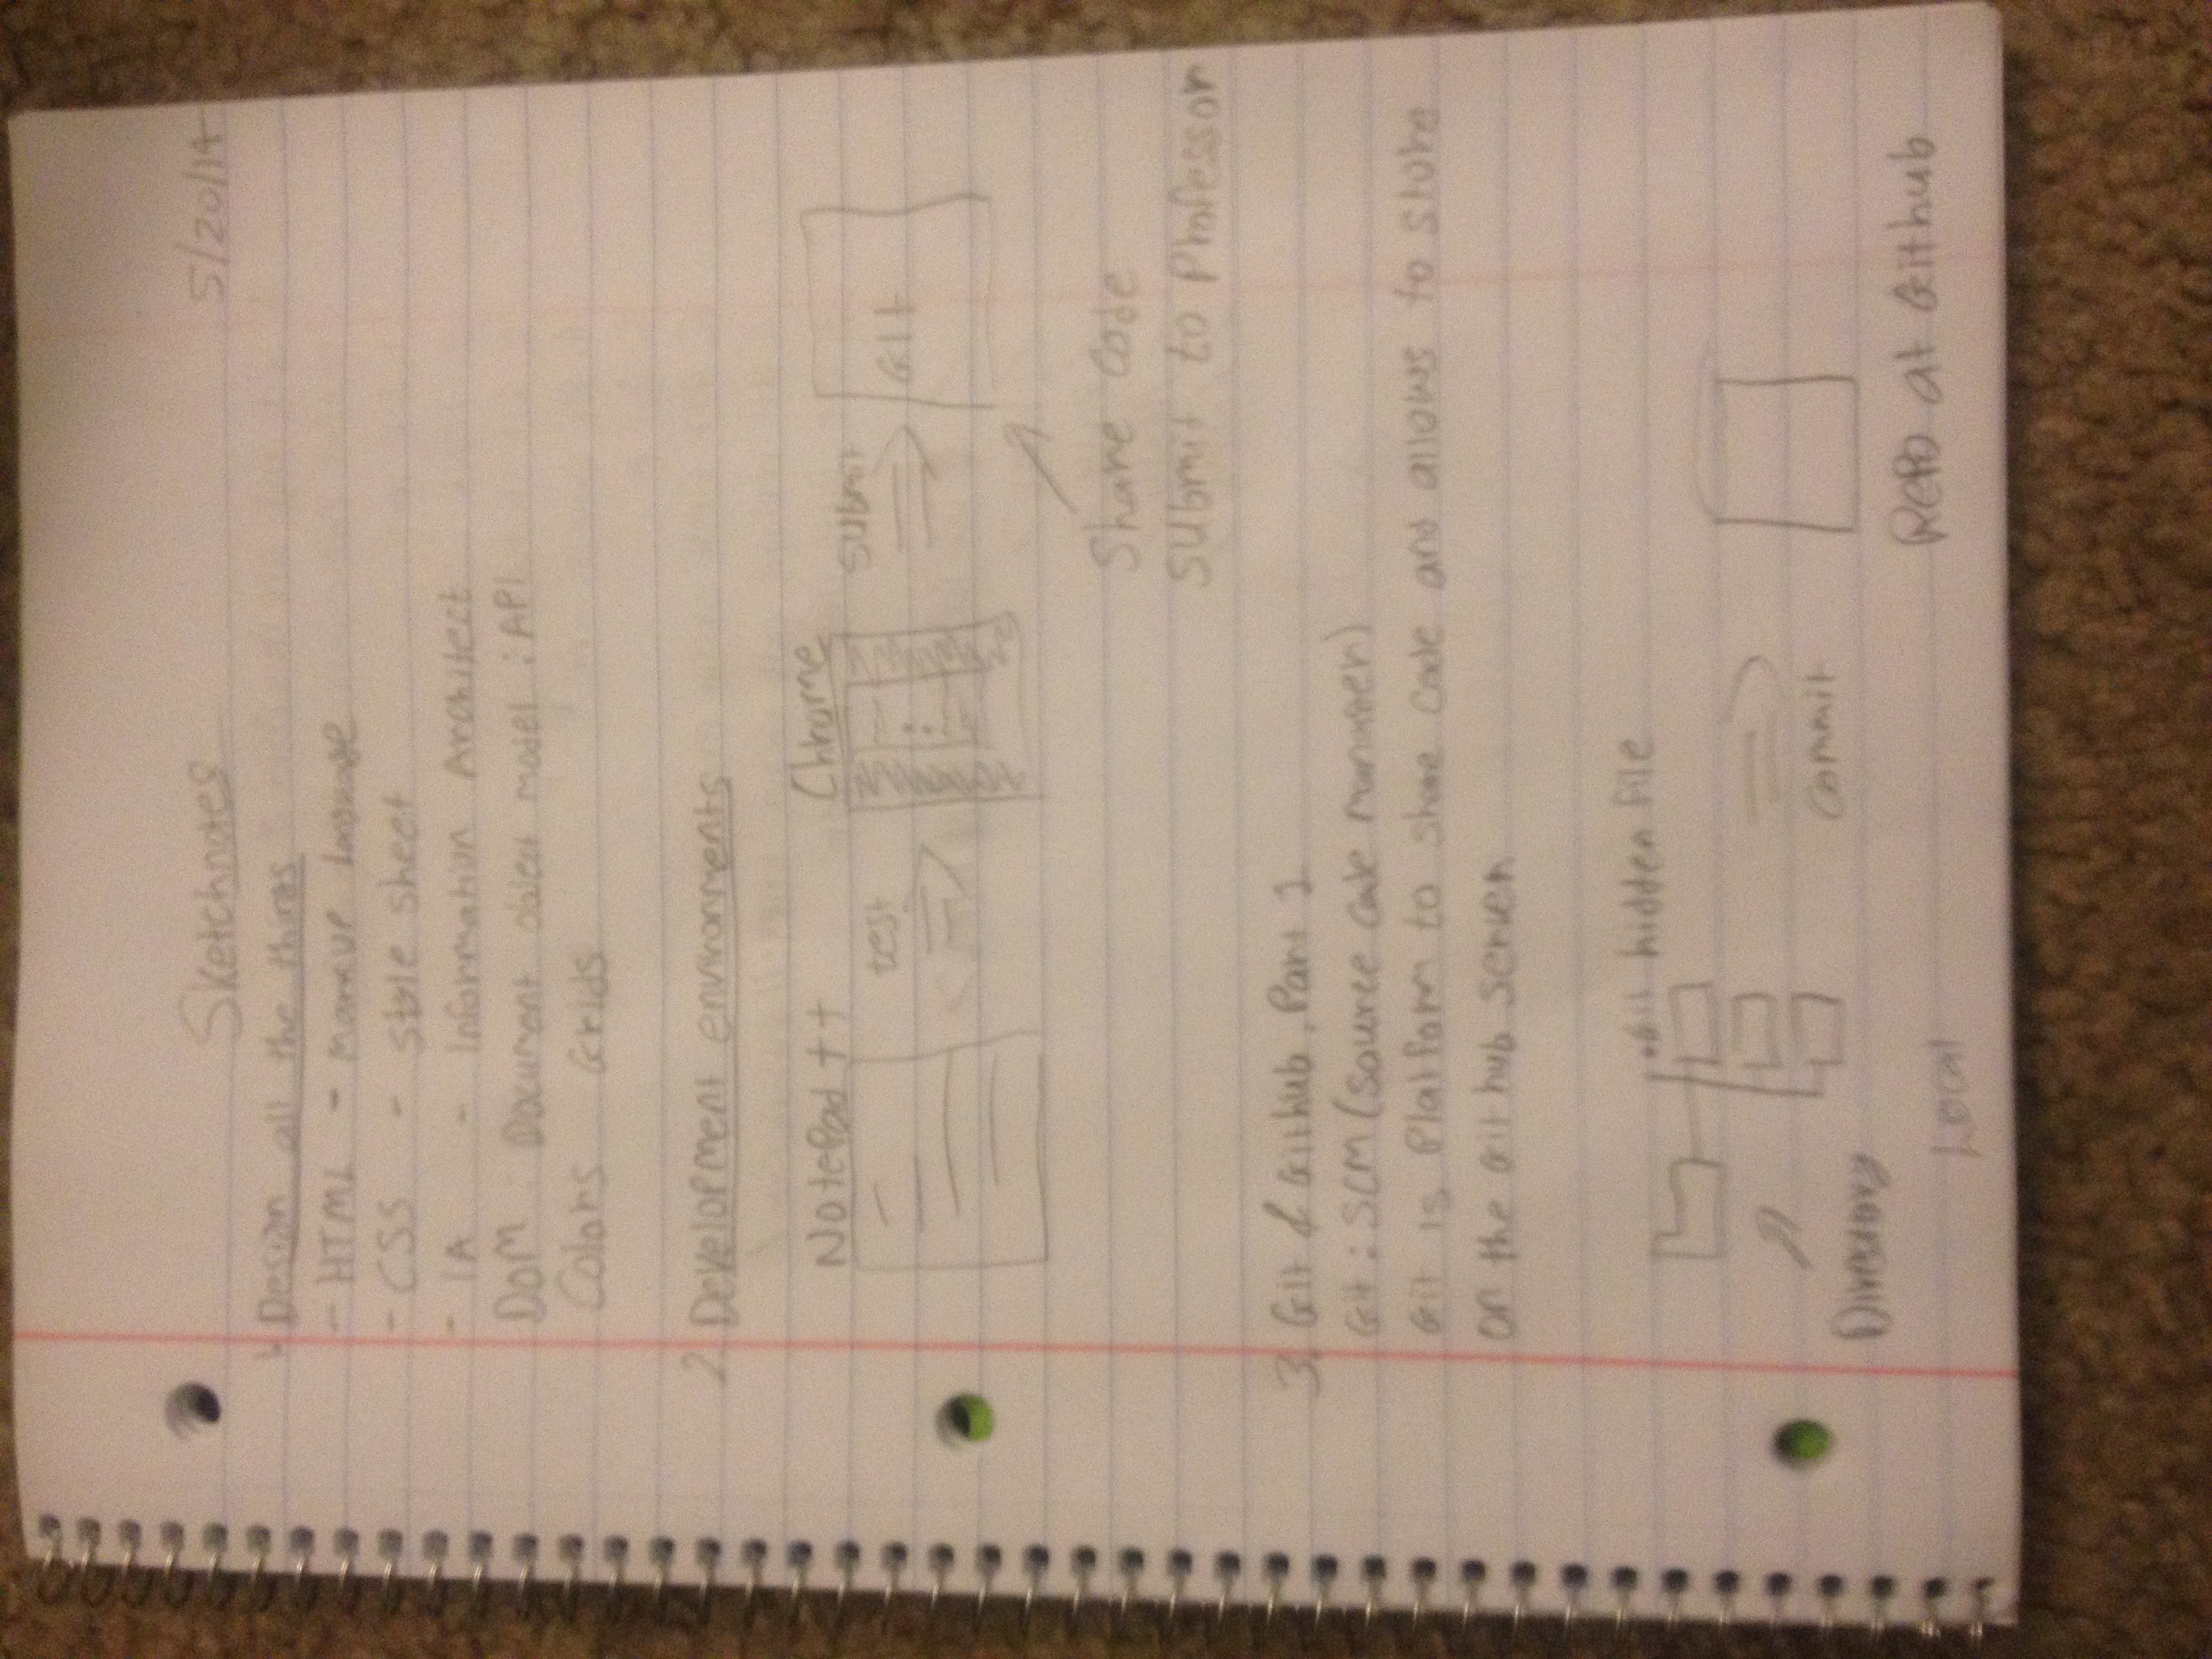 Sketchnotes 5/20/14
1. Design all the things
- HTML - markup language
- CSS - style sheet
- IA - Information Architect
DOM : Document object model : API
Colors Grids
2. Development environments
Notepad ++
Chrome
test
submit
Git
Share code
submit to professor
3. Git & Github, Part 1
Git : SCM (source code manager)
Git is platform to share code and allows to store
on the Github server
.git hidden file
commit
Directory
Repo at Github
Local